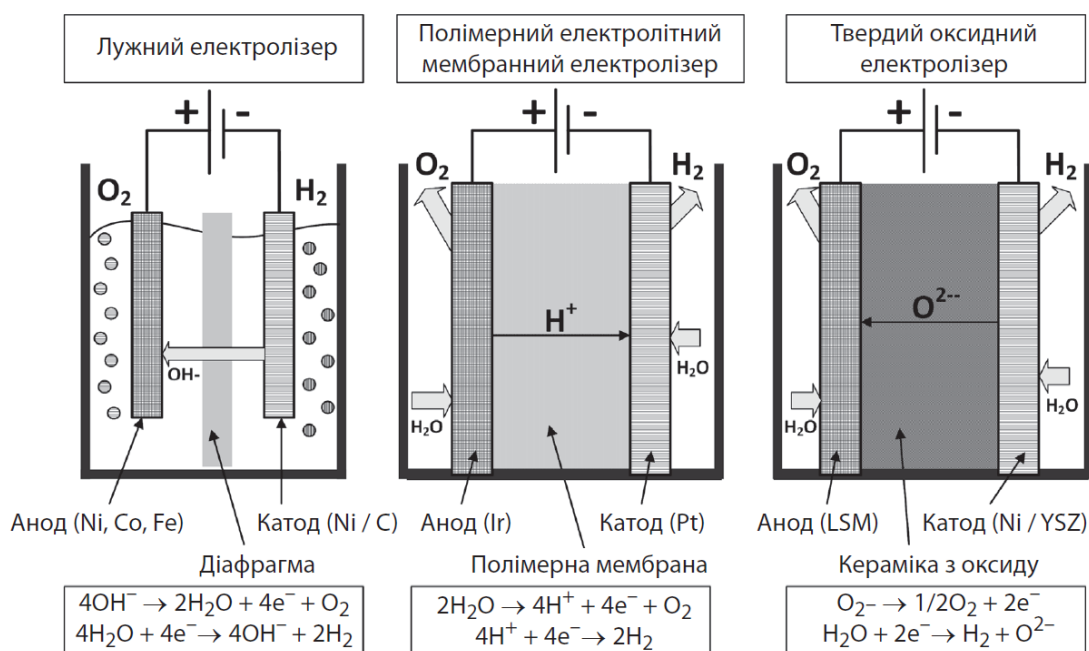 Лужний електролізер
+ -
O₂
H₂
OH-
Анод (Ni, Co, Fe)
Катод (Ni / C)
Діафрагма
4OH⁻ → 2H₂O + 4e⁻ + O₂
4H₂O + 4e⁻ → 4OH⁻ + 2H₂
Полімерний електролітний
мембранний електролізер
+ -
O₂
H₂
H⁺
H₂O
H₂O
Анод (Ir)
Катод (Pt)
Полімерна мембрана
2H₂O → 4H⁺ + 4e⁻ + O₂
4H⁺ + 4e⁻ → 2H₂
Твердий оксидний
електролізер
+ -
O₂
H₂
O²⁻⁻
H₂O
H₂O
Анод (LSM)
Катод (Ni / YSZ)
Кераміка з оксиду
O₂₋ → 1/2O₂ + 2e⁻
H₂O + 2e⁻ → H₂ + O²⁻